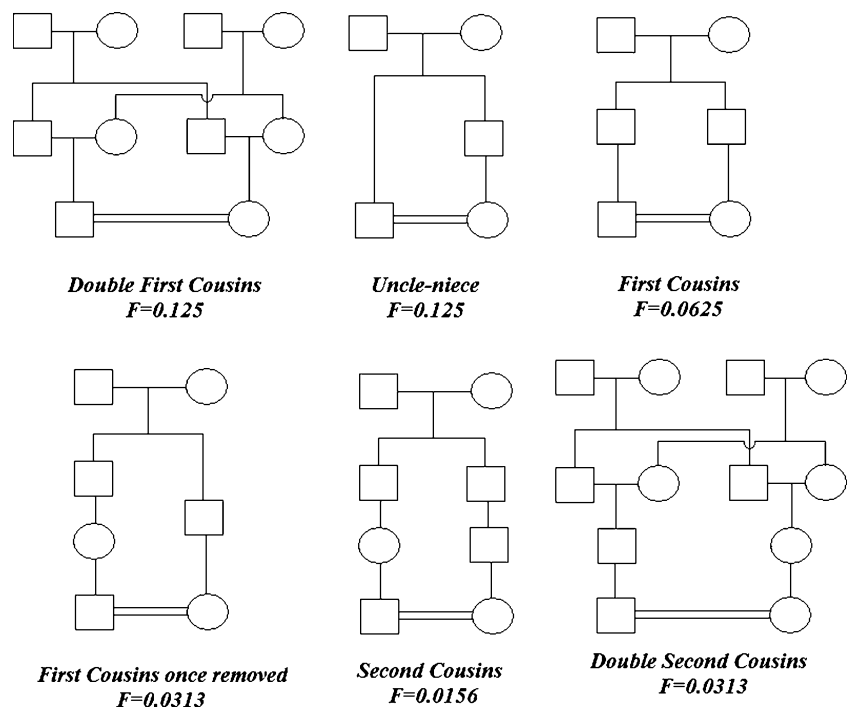 Double First Cousins
F=0.125
Uncle-niece
F=0.125
First Cousins
F=0.0625
First Cousins once removed
F=0.0313
Second Cousins
F=0.0156
Double Second Cousins
F=0.0313